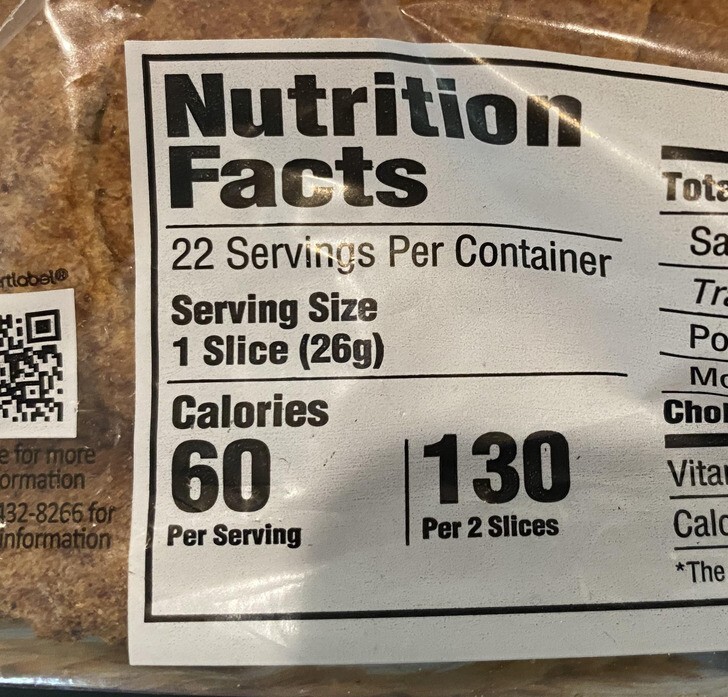 Nutrition
Facts
22 Servings Per Container
Serving Size
1 Slice (26g)
Calories
60
Per Serving
130
Per 2 Slices
for more
432-8266 for
information
*The